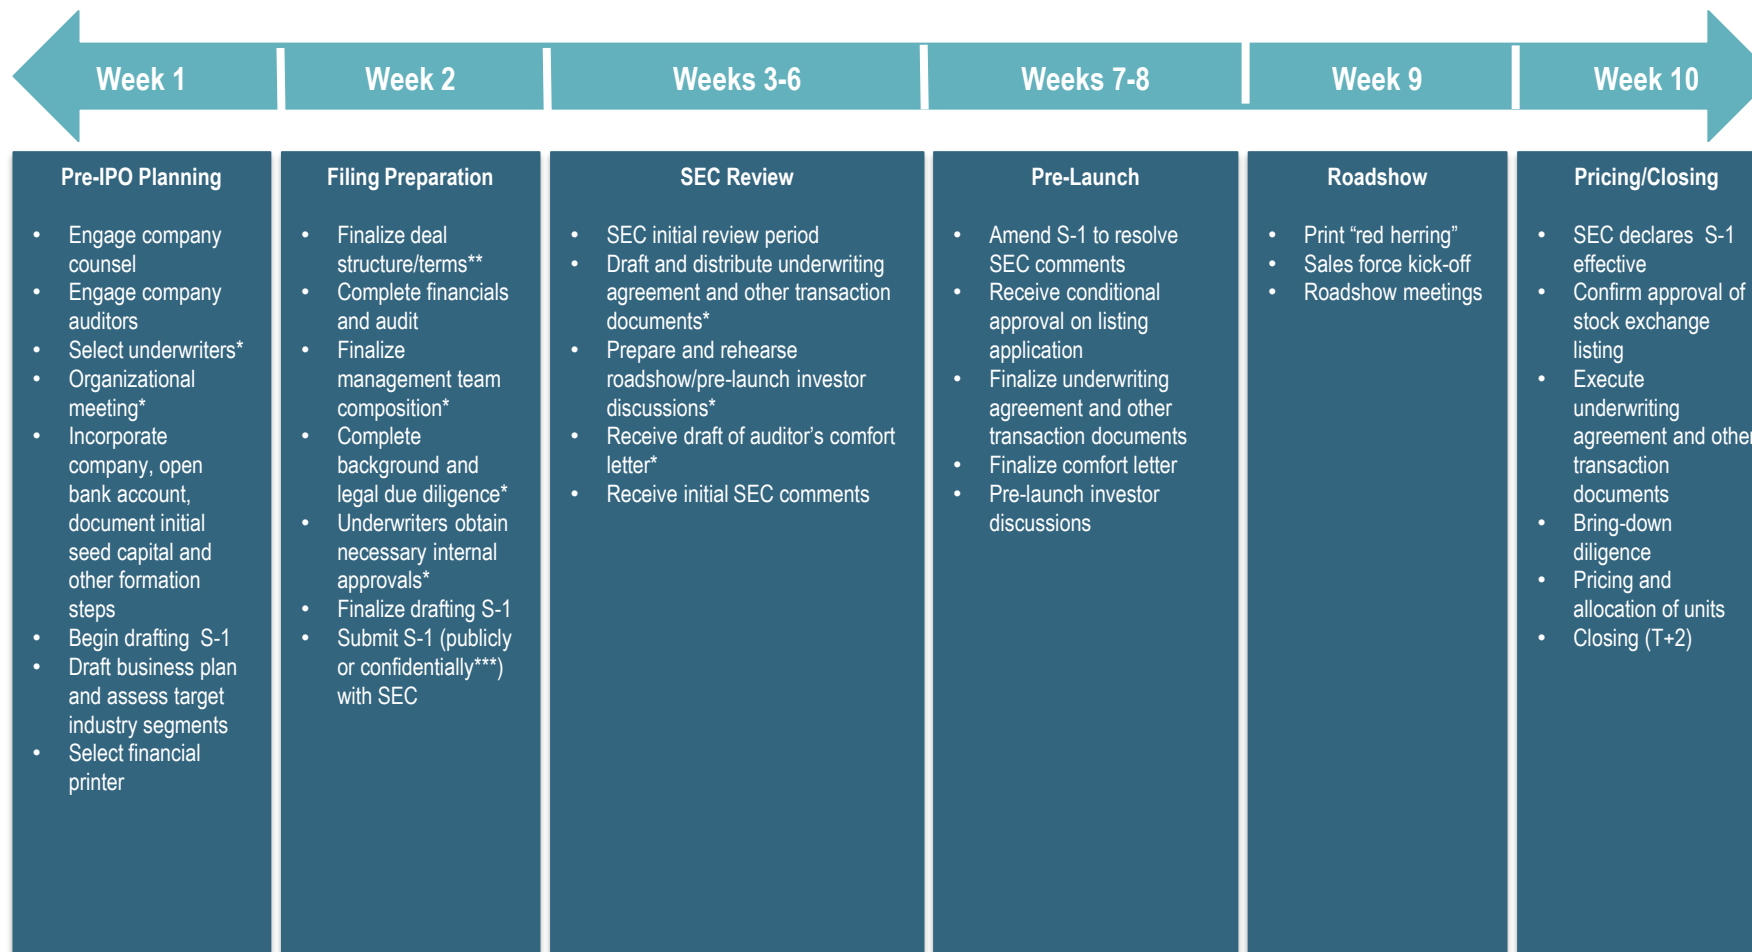 Week 1
Week 2
Weeks 3-6
Weeks 7-8
Week 9
Week 10
Pre-IPO Planning
• Engage company
counsel
• Engage company
auditors
• Select underwriters*
• Organizational
meeting*
• Incorporate
company, open
bank account,
document initial
seed capital and
other formation
steps
• Begin drafting S-1
• Draft business plan
and assess target
industry segments
• Select financial
printer
Filing Preparation
• Finalize deal
structure/terms**
• Complete financials
and audit
• Finalize
management team
composition*
• Complete
background and
legal due diligence*
• Underwriters obtain
necessary internal
approvals*
• Finalize drafting S-1
• Submit S-1 (publicly
or confidentially***)
with SEC
SEC Review
• SEC initial review period
• Draft and distribute underwriting
agreement and other transaction
documents*
• Prepare and rehearse
roadshow/pre-launch investor
discussions*
• Receive draft of auditor’s comfort
letter*
• Receive initial SEC comments
Pre-Launch
• Amend S-1 to resolve
SEC comments
• Receive conditional
approval on listing
application
• Finalize underwriting
agreement and other
transaction documents
• Finalize comfort letter
• Pre-launch investor
discussions
Roadshow
• Print “red herring”
• Sales force kick-off
• Roadshow meetings
Pricing/Closing
• SEC declares S-1
effective
• Confirm approval of
stock exchange
listing
• Execute
underwriting
agreement and other
transaction
documents
• Bring-down
diligence
• Pricing and
allocation of units
• Closing (T+2)